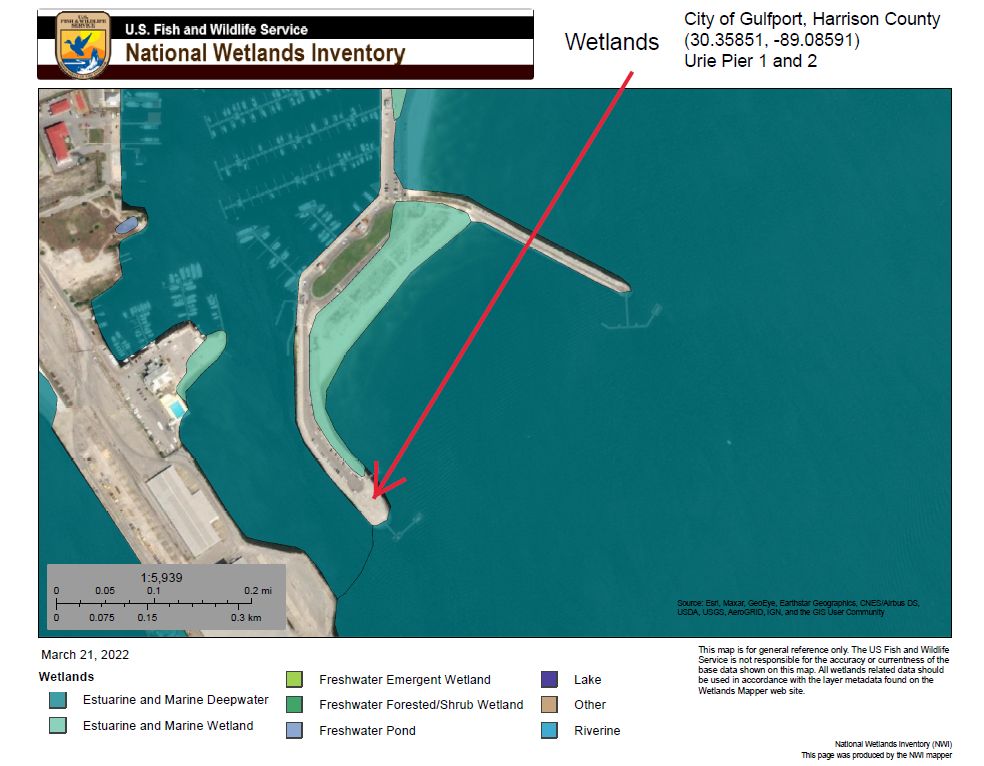 U.S.
FISH & WILDLIFE
SERVICE
U.S. Fish and Wildlife Service
National Wetlands Inventory
Wetlands
City of Gulfport, Harrison County
(30.35851, -89.08591)
Urie Pier 1 and 2
1:5,939
0 0.05 0.1 0.2 mi
0 0.075 0.15 0.3 km
Source: Esri, Maxar, GeoEye, Earthstar Geographics, CNES/Airbus DS,
USDA, USGS, AeroGRID, IGN, and the GIS User Community
March 21, 2022
Wetlands
Estuarine and Marine Deepwater
Estuarine and Marine Wetland
Freshwater Emergent Wetland
Freshwater Forested/Shrub Wetland
Freshwater Pond
Lake
Other
Riverine
This map is for general reference only. The US Fish and Wildlife
Service is not responsible for the accuracy or currentness of the
base data shown on this map. All wetlands related data should
be used in accordance with the layer metadata found on the
Wetlands Mapper web site.
National Wetlands Inventory (NWI)
This page was produced by the NWI mapper